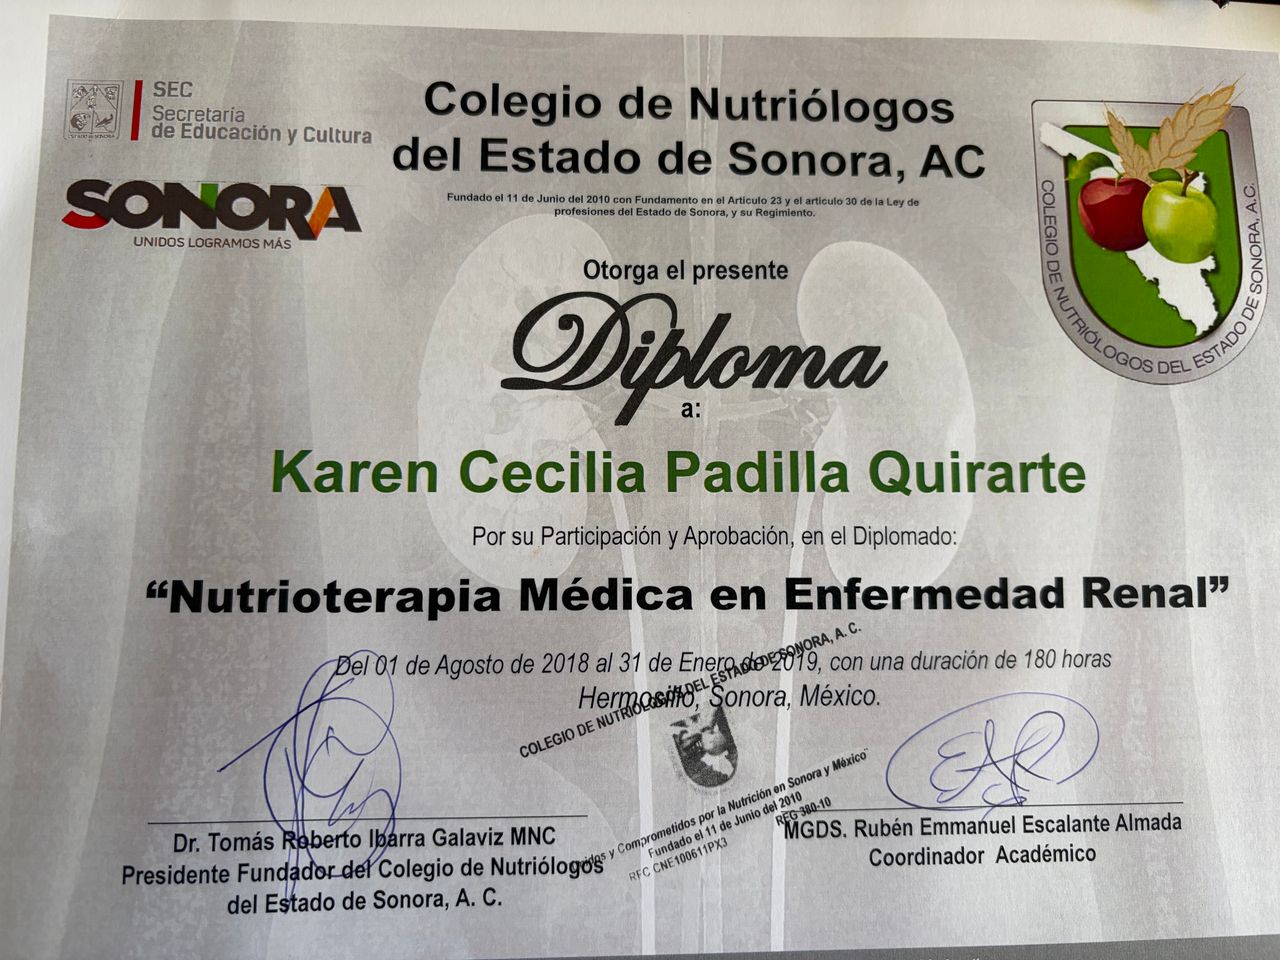 SEC
Secretaría
de Educación y Cultura
SONORA
UNIDOS LOGRAMOS MÁS
Colegio de Nutriólogos
del Estado de Sonora, AC
Fundado el 11 de Junio del 2010 con Fundamento en el Artículo 23 y el artículo 30 de la Ley de
profesiones del Estado de Sonora, y su Regimiento.
COLEGIO DE NUTRIÓLOGOS DEL ESTADO DE SONORA, A.C.
Otorga el presente
Diploma
a:
Karen Cecilia Padilla Quirarte
Por su Participación y Aprobación, en el Diplomado:
“Nutrioterapia Médica en Enfermedad Renal”
Del 01 de Agosto de 2018 al 31 de Enero de 2019, con una duración de 180 horas
Hermosillo, Sonora, México.
COLEGIO DE NUTRIÓLOGOS DEL ESTADO DE SONORA, A. C.
Unidos y Comprometidos por la Nutrición en Sonora y México"
Fundado el 11 de Junio del 2010
REG 380-10
RFC CNE100611PX3
Dr. Tomás Roberto Ibarra Galaviz MNC
Presidente Fundador del Colegio de Nutriólogos
del Estado de Sonora, A. C.
MGDS. Rubén Emmanuel Escalante Almada
Coordinador Académico